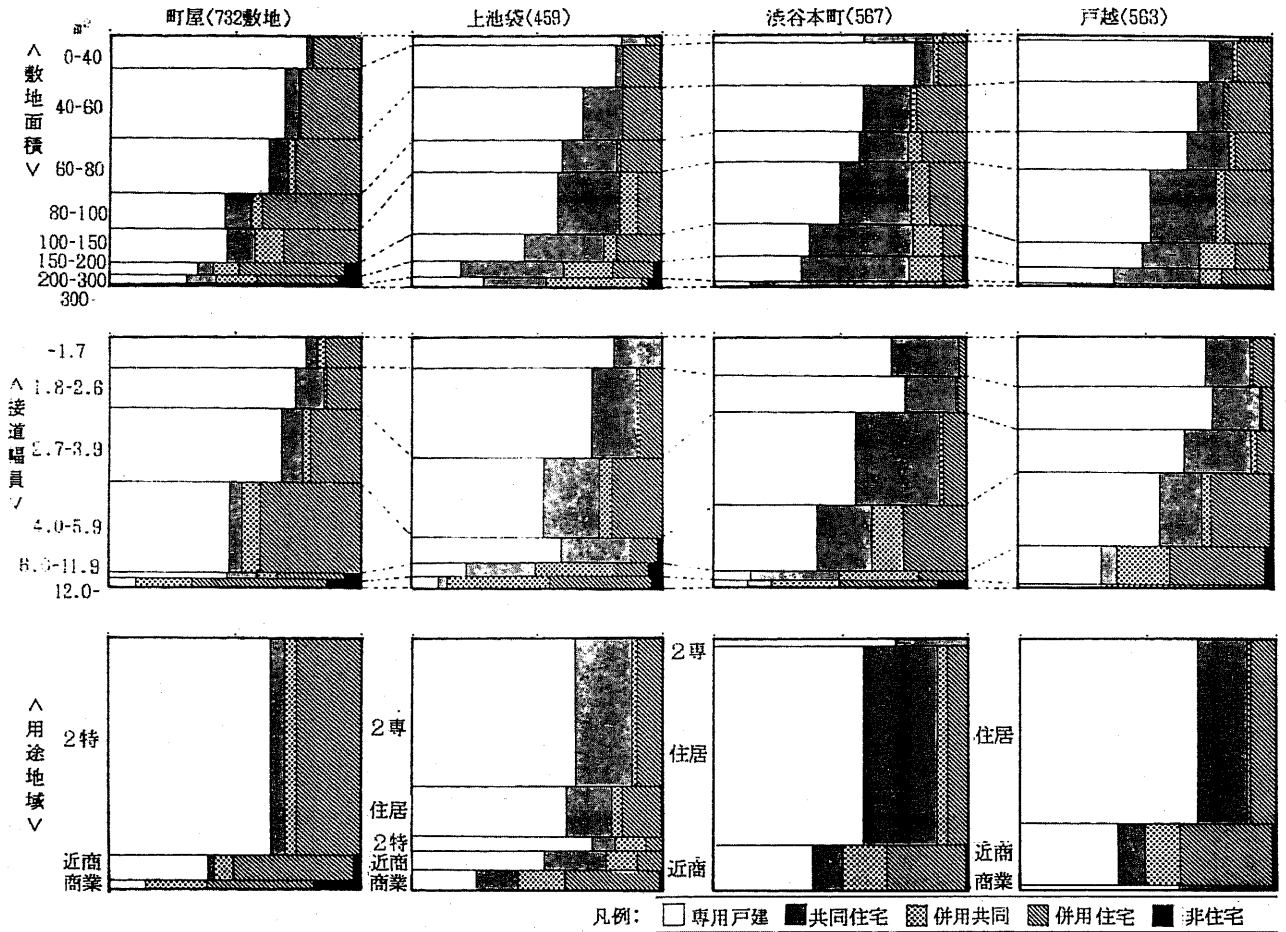 町屋(732敷地) 上池袋(459) 渋谷本町(567) 戸越(563)
m²
<敷地面積>
0-40
40-60
60-80
80-100
100-150
150-200
200-300
300-
<接道幅員>
-1.7
1.8-2.6
2.7-3.9
4.0-5.9
6.0-11.9
12.0-
<用途地域>
2特
近商
商業
2専
住居
2特
近商
商業
2専
住居
近商
住居
近商
商業
凡例: 専用戸建 共同住宅 併用共同 併用住宅 非住宅